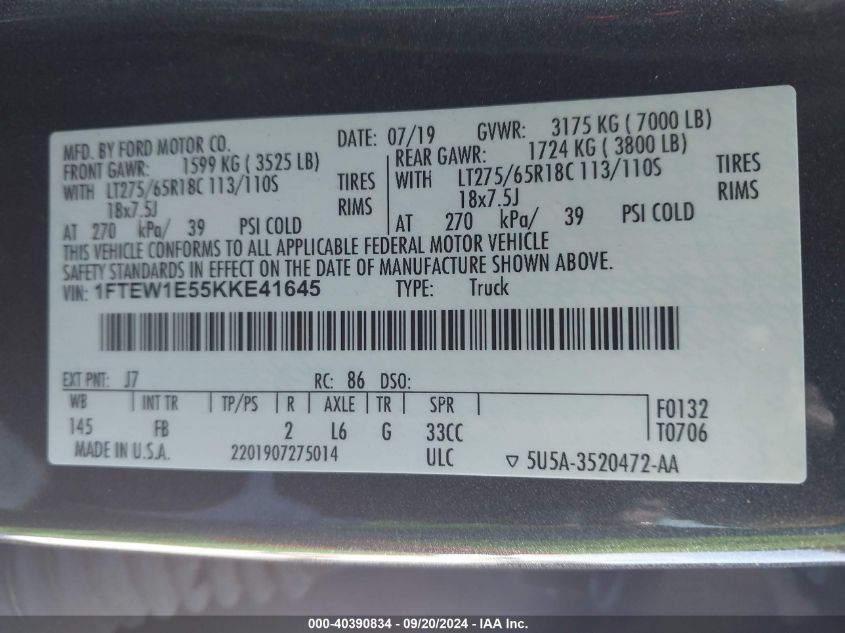 MFD. BY FORD MOTOR CO. DATE: 07/19 GVWR: 3175 KG ( 7000 LB)
FRONT GAWR: 1599 KG ( 3525 LB) REAR GAWR: 1724 KG ( 3800 LB)
WITH LT275/65R18C 113/110S TIRES WITH LT275/65R18C 113/110S TIRES
18x7.5J RIMS 18x7.5J RIMS
AT 270 kPa/ 39 PSI COLD AT 270 kPa/ 39 PSI COLD
THIS VEHICLE CONFORMS TO ALL APPLICABLE FEDERAL MOTOR VEHICLE
SAFETY STANDARDS IN EFFECT ON THE DATE OF MANUFACTURE SHOWN ABOVE.
VIN: 1FTEW1E55KKE41645 TYPE: Truck
EXT PNT: J7 RC: 86 DSO:
WB INT TR TP/PS R AXLE TR SPR F0132
145 FB 2 L6 G 33CC T0706
MADE IN U.S.A. 2201907275014 ULC ▽ 5U5A-3520472-AA
000-40390834 - 09/20/2024 - IAA Inc.